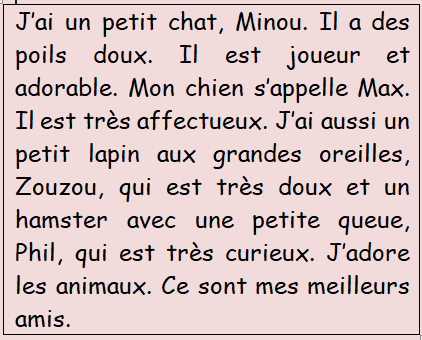 J'ai un petit chat, Minou. Il a des
poils doux. Il est joueur et
adorable. Mon chien s'appelle Max.
Il est très affectueux. J'ai aussi un
petit lapin aux grandes oreilles,
Zouzou, qui est très doux et un
hamster avec une petite queue,
Phil, qui est très curieux. J'adore
les animaux. Ce sont mes meilleurs
amis.